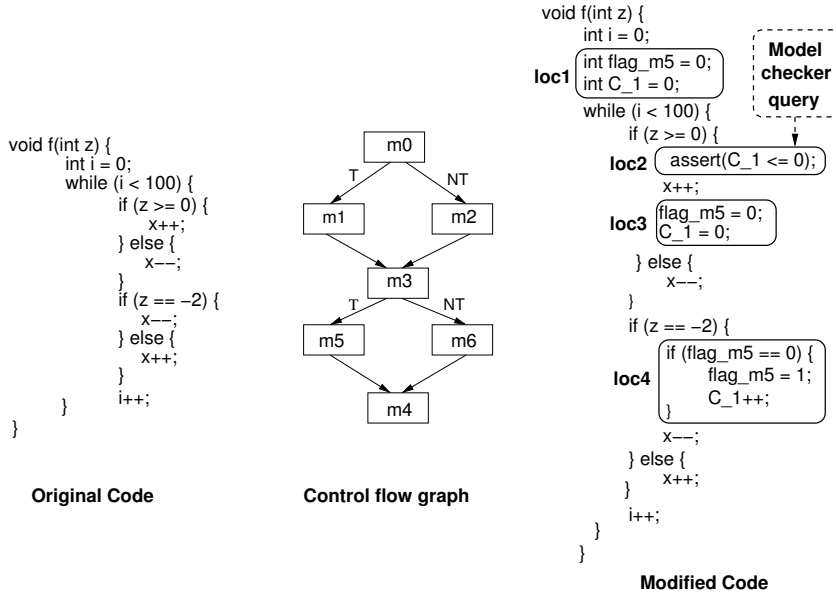 void f(int z) {
int i = 0;
while (i < 100) {
if (z >= 0) {
x++;
} else {
x−−;
}
if (z == −2) {
x−−;
} else {
x++;
}
i++;
}
}
Original Code
m0
T
NT
m1
m2
m3
T
NT
m5
m6
m4
Control flow graph
void f(int z) {
int i = 0;
loc1
int flag_m5 = 0;
int C_1 = 0;
while (i < 100) {
if (z >= 0) {
loc2
assert(C_1 <= 0);
x++;
loc3
flag_m5 = 0;
C_1 = 0;
} else {
x−−;
}
if (z == −2) {
loc4
if (flag_m5 == 0) {
flag_m5 = 1;
C_1++;
}
x−−;
} else {
x++;
}
i++;
}
}
Modified Code
Model
checker
query